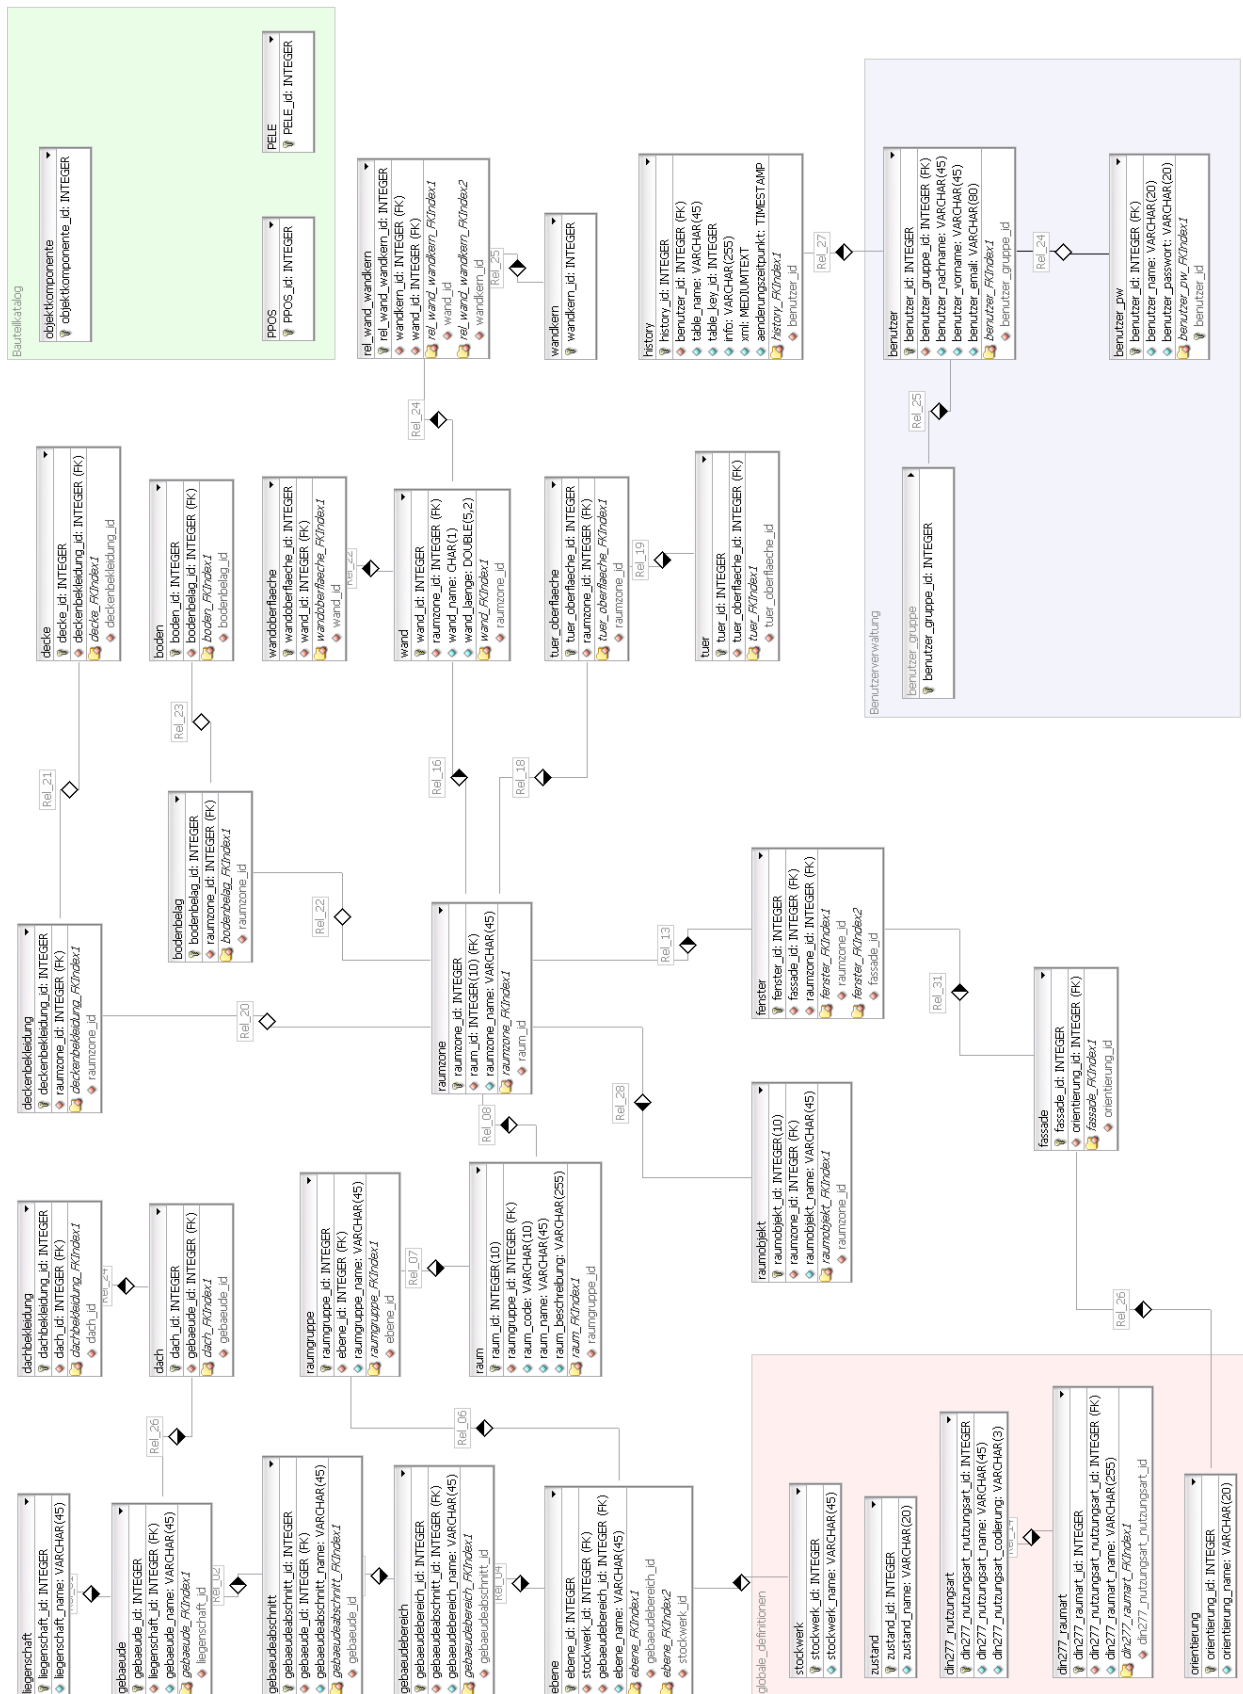 liegenschaft
liegenschaft_id: INTEGER
liegenschaft_name: VARCHAR(45)
gebaeude
gebaeude_id: INTEGER
liegenschaft_id: INTEGER (FK)
gebaeude_name: VARCHAR(45)
gebaeude_FKIndex1
liegenschaft_id
Rel_02
gebaeudeabschnitt
gebaeudeabschnitt_id: INTEGER
gebaeude_id: INTEGER (FK)
gebaeudeabschnitt_name: VARCHAR(45)
gebaeudeabschnitt_FKIndex1
gebaeude_id
gebaeudebereich
gebaeudebereich_id: INTEGER
gebaeudeabschnitt_id: INTEGER (FK)
gebaeudebereich_name: VARCHAR(45)
gebaeudebereich_FKIndex1
gebaeudeabschnitt_id
Rel_04
ebene
ebene_id: INTEGER
stockwerk_id: INTEGER (FK)
gebaeudebereich_id: INTEGER (FK)
ebene_name: VARCHAR(45)
ebene_FKIndex1
gebaeudebereich_id
ebene_FKIndex2
stockwerk_id
globale_definitionen
stockwerk
stockwerk_id: INTEGER
stockwerk_name: VARCHAR(45)
zustand
zustand_id: INTEGER
zustand_name: VARCHAR(20)
din277_nutzungsart
din277_nutzungsart_nutzungsart_id: INTEGER
din277_nutzungsart_name: VARCHAR(45)
din277_nutzungsart_codierung: VARCHAR(3)
din277_raumart
din277_raumart_id: INTEGER
din277_nutzungsart_nutzungsart_id: INTEGER (FK)
din277_raumart_name: VARCHAR(255)
din277_raumart_FKIndex1
din277_nutzungsart_nutzungsart_id
orientierung
orientierung_id: INTEGER
orientierung_name: VARCHAR(20)
dachbekleidung
dachbekleidung_id: INTEGER
dach_id: INTEGER (FK)
dachbekleidung_FKIndex1
dach_id
Rel_24
dach
dach_id: INTEGER
gebaeude_id: INTEGER (FK)
dach_FKIndex1
gebaeude_id
Rel_26
raumgruppe
raumgruppe_id: INTEGER
ebene_id: INTEGER (FK)
raumgruppe_name: VARCHAR(45)
raumgruppe_FKIndex1
ebene_id
Rel_07
Rel_06
raum
raum_id: INTEGER(10)
raumgruppe_id: INTEGER (FK)
raum_code: VARCHAR(10)
raum_name: VARCHAR(45)
raum_beschreibung: VARCHAR(255)
raum_FKIndex1
raumgruppe_id
Rel_08
deckenbekleidung
deckenbekleidung_id: INTEGER
raumzone_id: INTEGER (FK)
deckenbekleidung_FKIndex1
raumzone_id
Rel_20
bodenbelag
bodenbelag_id: INTEGER
raumzone_id: INTEGER (FK)
bodenbelag_FKIndex1
raumzone_id
Rel_22
raumzone
raumzone_id: INTEGER
raum_id: INTEGER(10) (FK)
raumzone_name: VARCHAR(45)
raumzone_FKIndex1
raum_id
Rel_28
raumobjekt
raumobjekt_id: INTEGER(10)
raumzone_id: INTEGER (FK)
raumobjekt_name: VARCHAR(45)
raumobjekt_FKIndex1
raumzone_id
Rel_13
fenster
fenster_id: INTEGER
fassade_id: INTEGER (FK)
raumzone_id: INTEGER (FK)
fenster_FKIndex1
raumzone_id
fenster_FKIndex2
fassade_id
Rel_31
fassade
fassade_id: INTEGER
orientierung_id: INTEGER (FK)
fassade_FKIndex1
orientierung_id
Rel_26
Rel_21
Rel_23
Rel_16
Rel_18
decke
decke_id: INTEGER
deckenbekleidung_id: INTEGER (FK)
decke_FKIndex1
deckenbekleidung_id
boden
boden_id: INTEGER
bodenbelag_id: INTEGER (FK)
boden_FKIndex1
bodenbelag_id
wandoberflaeche
wandoberflaeche_id: INTEGER
wand_id: INTEGER (FK)
wandoberflaeche_FKIndex1
wand_id
Rel_22
wand
wand_id: INTEGER
raumzone_id: INTEGER (FK)
wand_name: CHAR(1)
wand_laenge: DOUBLE(5,2)
wand_FKIndex1
raumzone_id
Rel_24
tuer_oberflaeche
tuer_oberflaeche_id: INTEGER
raumzone_id: INTEGER (FK)
tuer_oberflaeche_FKIndex1
raumzone_id
Rel_19
tuer
tuer_id: INTEGER
tuer_oberflaeche_id: INTEGER (FK)
tuer_FKIndex1
tuer_oberflaeche_id
Bauteilkatalog
objektkomponente
objektkomponente_id: INTEGER
PPOS
PPOS_id: INTEGER
PELE
PELE_id: INTEGER
rel_wand_wandkern
rel_wand_wandkern_id: INTEGER
wandkern_id: INTEGER (FK)
wand_id: INTEGER (FK)
rel_wand_wandkern_FKIndex1
wand_id
rel_wand_wandkern_FKIndex2
wandkern_id
Rel_25
wandkern
wandkern_id: INTEGER
history
history_id: INTEGER
benutzer_id: INTEGER (FK)
table_name: VARCHAR(45)
table_key_id: INTEGER
info: VARCHAR(255)
xml: MEDIUMTEXT
aenderungszeitpunkt: TIMESTAMP
history_FKIndex1
benutzer_id
Rel_27
Benutzerverwaltung
benutzer_gruppe
benutzer_gruppe_id: INTEGER
Rel_25
benutzer
benutzer_id: INTEGER
benutzer_gruppe_id: INTEGER (FK)
benutzer_nachname: VARCHAR(45)
benutzer_vorname: VARCHAR(45)
benutzer_email: VARCHAR(80)
benutzer_FKIndex1
benutzer_gruppe_id
Rel_24
benutzer_pw
benutzer_id: INTEGER (FK)
benutzer_name: VARCHAR(20)
benutzer_passwort: VARCHAR(20)
benutzer_pw_FKIndex1
benutzer_id